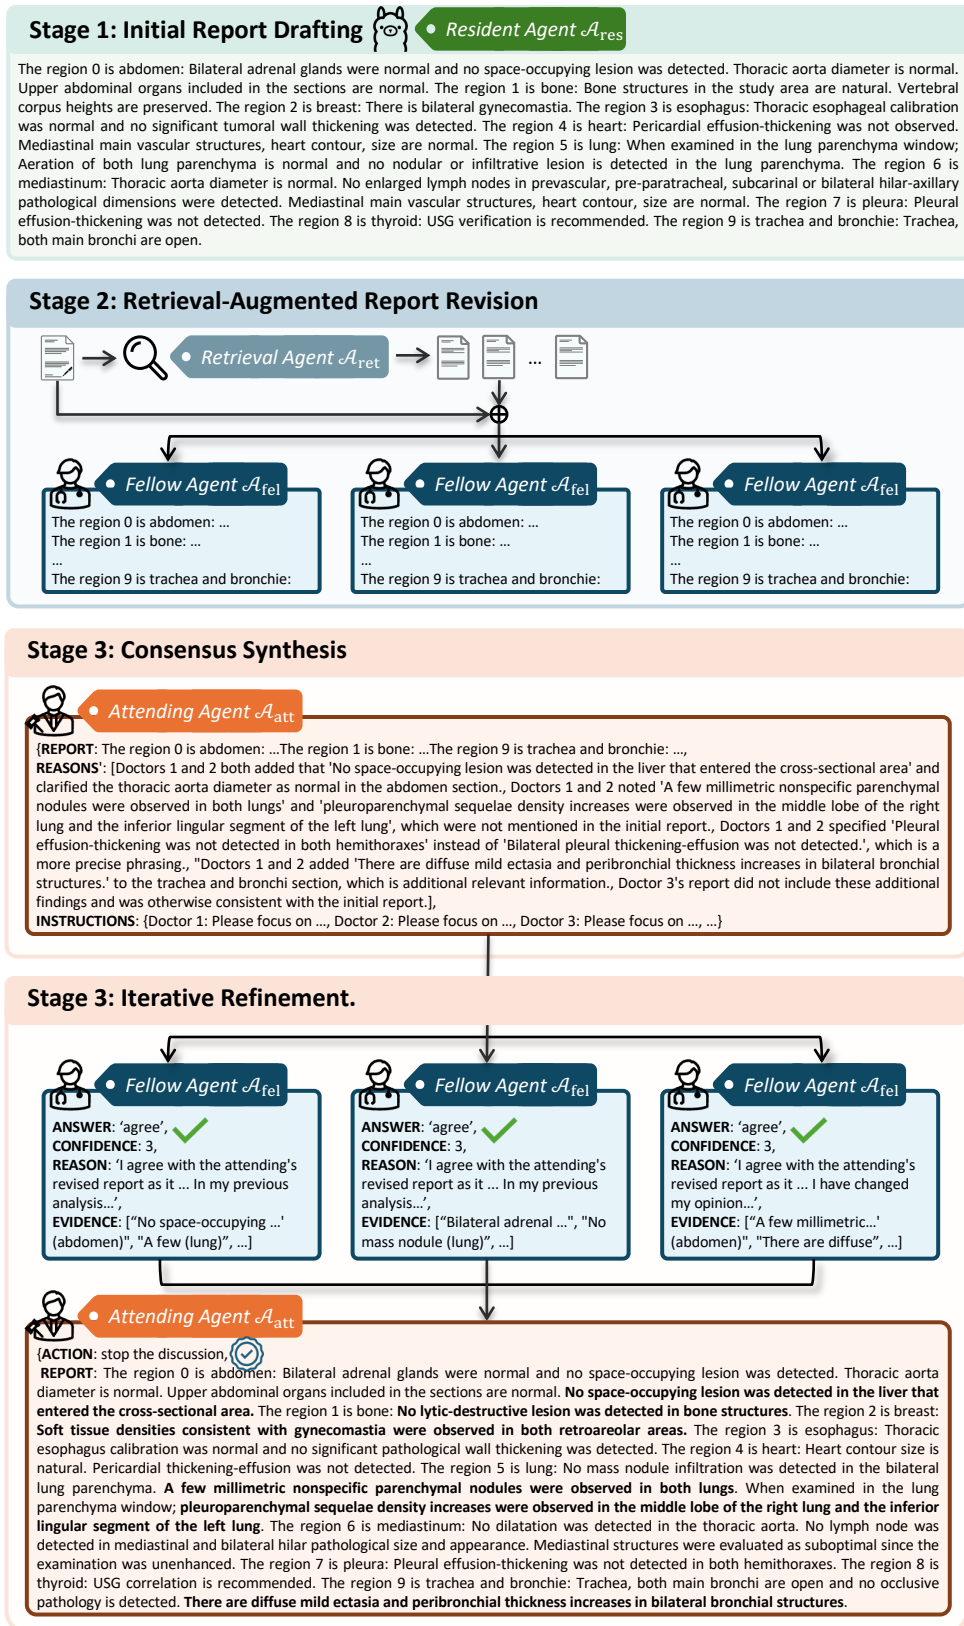 Stage 1: Initial Report Drafting
Resident Agent 𝒜res
The region 0 is abdomen: Bilateral adrenal glands were normal and no space-occupying lesion was detected. Thoracic aorta diameter is normal.
Upper abdominal organs included in the sections are normal. The region 1 is bone: Bone structures in the study area are natural. Vertebral
corpus heights are preserved. The region 2 is breast: There is bilateral gynecomastia. The region 3 is esophagus: Thoracic esophageal calibration
was normal and no significant tumoral wall thickening was detected. The region 4 is heart: Pericardial effusion-thickening was not observed.
Mediastinal main vascular structures, heart contour, size are normal. The region 5 is lung: When examined in the lung parenchyma window;
Aeration of both lung parenchyma is normal and no nodular or infiltrative lesion is detected in the lung parenchyma. The region 6 is
mediastinum: Thoracic aorta diameter is normal. No enlarged lymph nodes in prevascular, pre-paratracheal, subcarinal or bilateral hilar-axillary
pathological dimensions were detected. Mediastinal main vascular structures, heart contour, size are normal. The region 7 is pleura: Pleural
effusion-thickening was not detected. The region 8 is thyroid: USG verification is recommended. The region 9 is trachea and bronchie: Trachea,
both main bronchi are open.
Stage 2: Retrieval-Augmented Report Revision
Retrieval Agent 𝒜ret
...
Fellow Agent 𝒜fel
The region 0 is abdomen: ...
The region 1 is bone: ...
...
The region 9 is trachea and bronchie:
Fellow Agent 𝒜fel
The region 0 is abdomen: ...
The region 1 is bone: ...
...
The region 9 is trachea and bronchie:
Fellow Agent 𝒜fel
The region 0 is abdomen: ...
The region 1 is bone: ...
...
The region 9 is trachea and bronchie:
Stage 3: Consensus Synthesis
Attending Agent 𝒜att
{REPORT: The region 0 is abdomen: ...The region 1 is bone: ...The region 9 is trachea and bronchie: ...,
REASONS': [Doctors 1 and 2 both added that 'No space-occupying lesion was detected in the liver that entered the cross-sectional area' and
clarified the thoracic aorta diameter as normal in the abdomen section., Doctors 1 and 2 noted 'A few millimetric nonspecific parenchymal
nodules were observed in both lungs' and 'pleuroparenchymal sequelae density increases were observed in the middle lobe of the right
lung and the inferior lingular segment of the left lung', which were not mentioned in the initial report., Doctors 1 and 2 specified 'Pleural
effusion-thickening was not detected in both hemithoraxes' instead of 'Bilateral pleural thickening-effusion was not detected.', which is a
more precise phrasing., "Doctors 1 and 2 added 'There are diffuse mild ectasia and peribronchial thickness increases in bilateral bronchial
structures.' to the trachea and bronchi section, which is additional relevant information., Doctor 3's report did not include these additional
findings and was otherwise consistent with the initial report.],
INSTRUCTIONS: {Doctor 1: Please focus on ..., Doctor 2: Please focus on ..., Doctor 3: Please focus on ..., ...}
Stage 3: Iterative Refinement.
Fellow Agent 𝒜fel
ANSWER: ‘agree’,
CONFIDENCE: 3,
REASON: ‘I agree with the attending's
revised report as it ... In my previous
analysis...’,
EVIDENCE: [“No space-occupying ...'
(abdomen)", "A few (lung)”, ...]
Fellow Agent 𝒜fel
ANSWER: ‘agree’,
CONFIDENCE: 3,
REASON: ‘I agree with the attending's
revised report as it ... In my previous
analysis...’,
EVIDENCE: [“Bilateral adrenal ...", "No
mass nodule (lung)”, ...]
Fellow Agent 𝒜fel
ANSWER: ‘agree’,
CONFIDENCE: 3,
REASON: ‘I agree with the attending's
revised report as it ... I have changed
my opinion...’,
EVIDENCE: [“A few millimetric...'
(abdomen)", "There are diffuse”, ...]
Attending Agent 𝒜att
{ACTION: stop the discussion,
REPORT: The region 0 is abdomen: Bilateral adrenal glands were normal and no space-occupying lesion was detected. Thoracic aorta
diameter is normal. Upper abdominal organs included in the sections are normal. No space-occupying lesion was detected in the liver that
entered the cross-sectional area. The region 1 is bone: No lytic-destructive lesion was detected in bone structures. The region 2 is breast:
Soft tissue densities consistent with gynecomastia were observed in both retroareolar areas. The region 3 is esophagus: Thoracic
esophagus calibration was normal and no significant pathological wall thickening was detected. The region 4 is heart: Heart contour size is
natural. Pericardial thickening-effusion was not detected. The region 5 is lung: No mass nodule infiltration was detected in the bilateral
lung parenchyma. A few millimetric nonspecific parenchymal nodules were observed in both lungs. When examined in the lung
parenchyma window; pleuroparenchymal sequelae density increases were observed in the middle lobe of the right lung and the inferior
lingular segment of the left lung. The region 6 is mediastinum: No dilatation was detected in the thoracic aorta. No lymph node was
detected in mediastinal and bilateral hilar pathological size and appearance. Mediastinal structures were evaluated as suboptimal since the
examination was unenhanced. The region 7 is pleura: Pleural effusion-thickening was not detected in both hemithoraxes. The region 8 is
thyroid: USG correlation is recommended. The region 9 is trachea and bronchie: Trachea, both main bronchi are open and no occlusive
pathology is detected. There are diffuse mild ectasia and peribronchial thickness increases in bilateral bronchial structures.